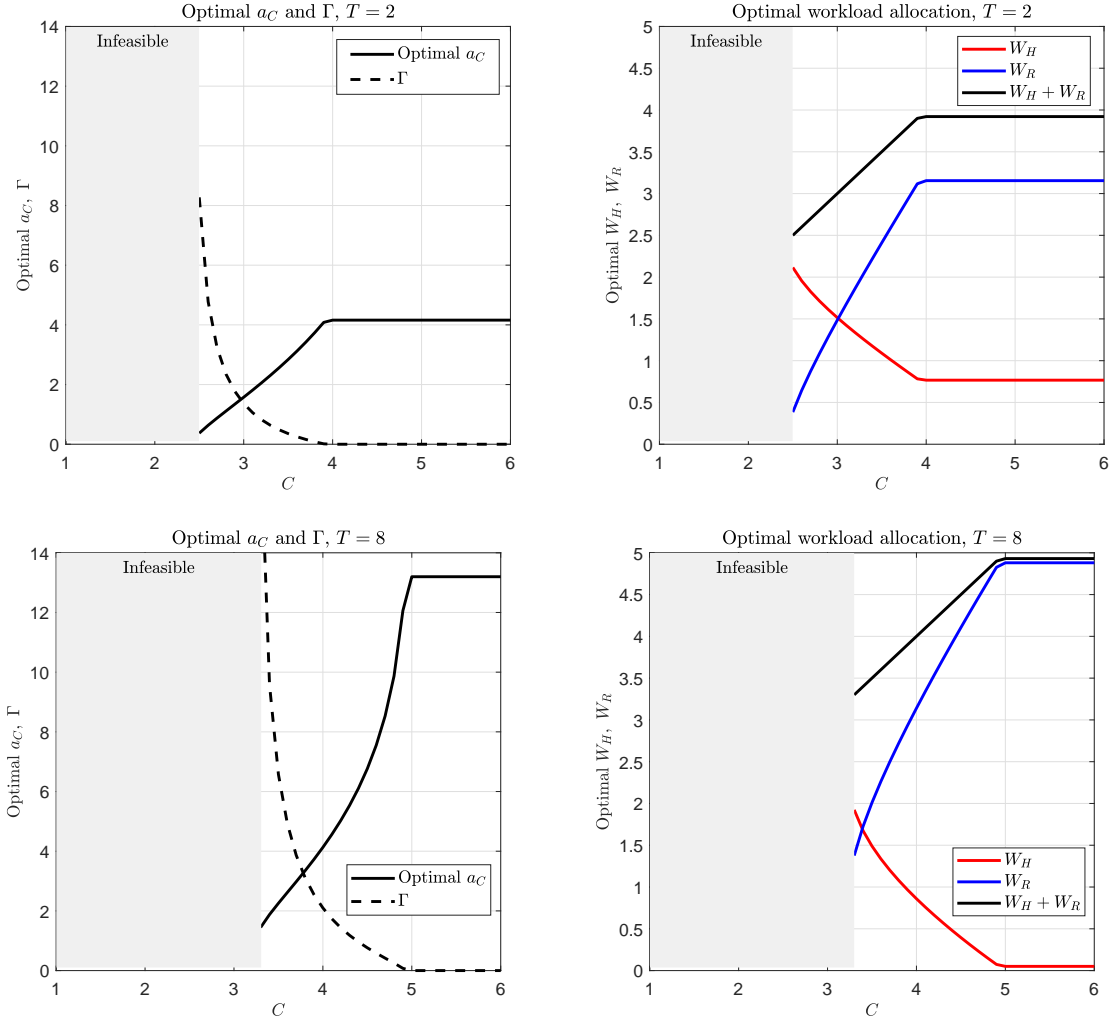 Optimal a_C and Γ, T = 2
Infeasible
Optimal a_C
Γ
14
12
10
8
6
4
2
0
Optimal a_C, Γ
1 2 3 4 5 6
C
Optimal workload allocation, T = 2
Infeasible
W_H
W_R
W_H + W_R
5
4.5
4
3.5
3
2.5
2
1.5
1
0.5
0
Optimal W_H, W_R
1 2 3 4 5 6
C
Optimal a_C and Γ, T = 8
Infeasible
14
12
10
8
6
4
2
0
Optimal a_C, Γ
Optimal a_C
Γ
1 2 3 4 5 6
C
Optimal workload allocation, T = 8
Infeasible
5
4.5
4
3.5
3
2.5
2
1.5
1
0.5
0
Optimal W_H, W_R
W_H
W_R
W_H + W_R
1 2 3 4 5 6
C